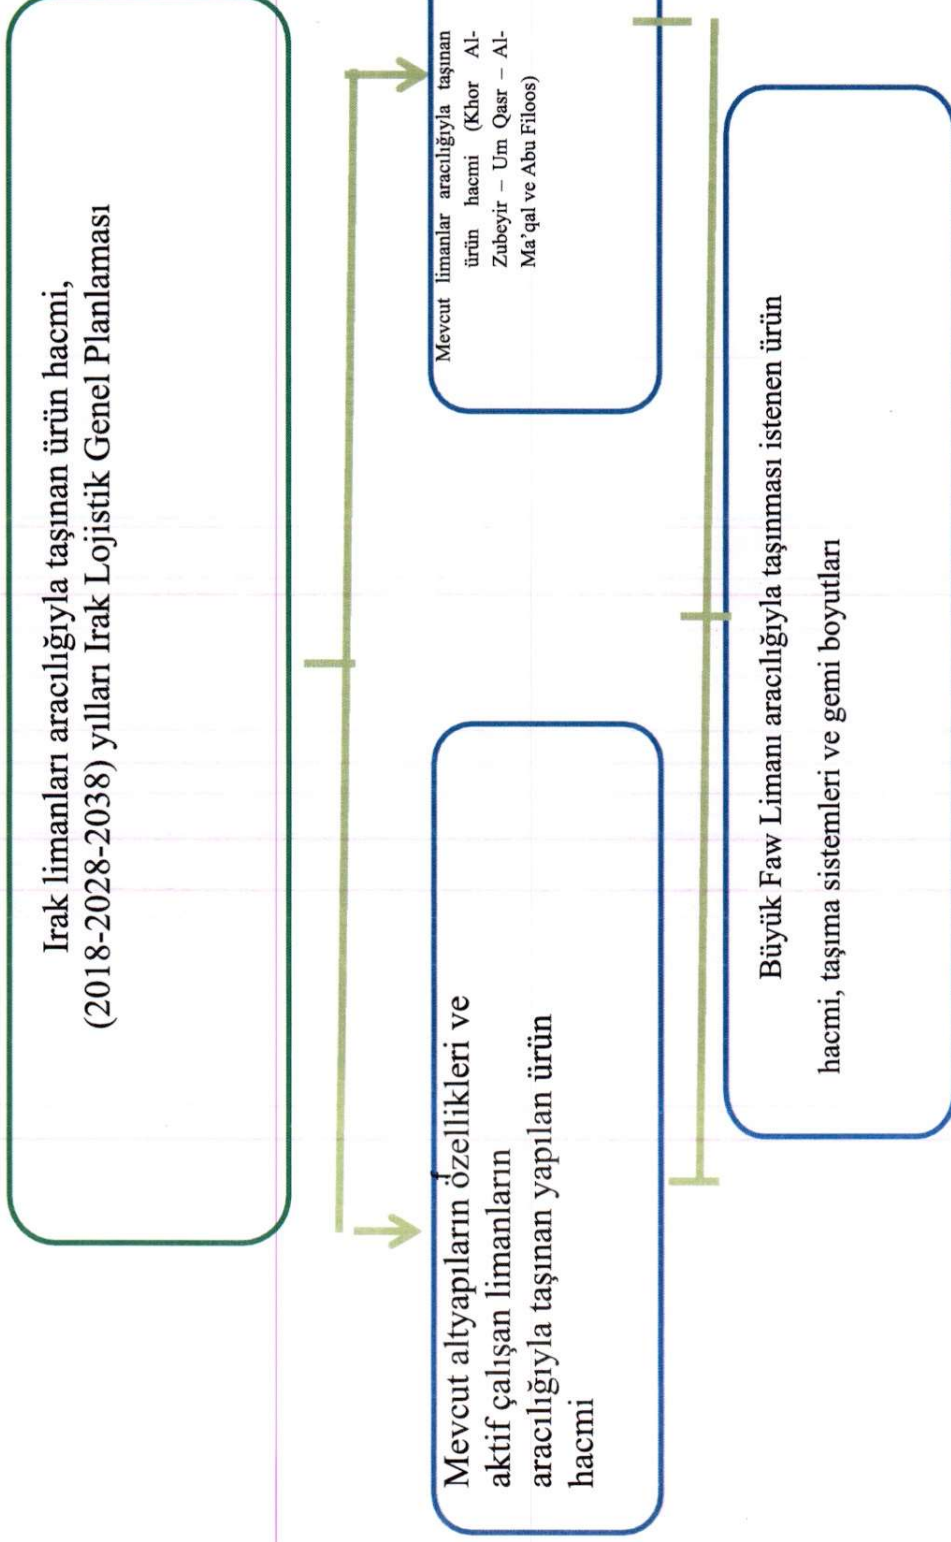 Irak limanları aracılığıyla taşınan ürün hacmi,
(2018-2028-2038) yılları Irak Lojistik Genel Planlaması
Mevcut altyapıların özellikleri ve
aktif çalışan limanların
aracılığıyla taşınan yapılan ürün
hacmi
Mevcut limanlar aracılığıyla taşınan
ürün hacmi (Khor Al-
Zubeyir – Um Qasr – Al-
Ma'qal ve Abu Filoos)
Büyük Faw Limanı aracılığıyla taşınması istenen ürün
hacmi, taşıma sistemleri ve gemi boyutları